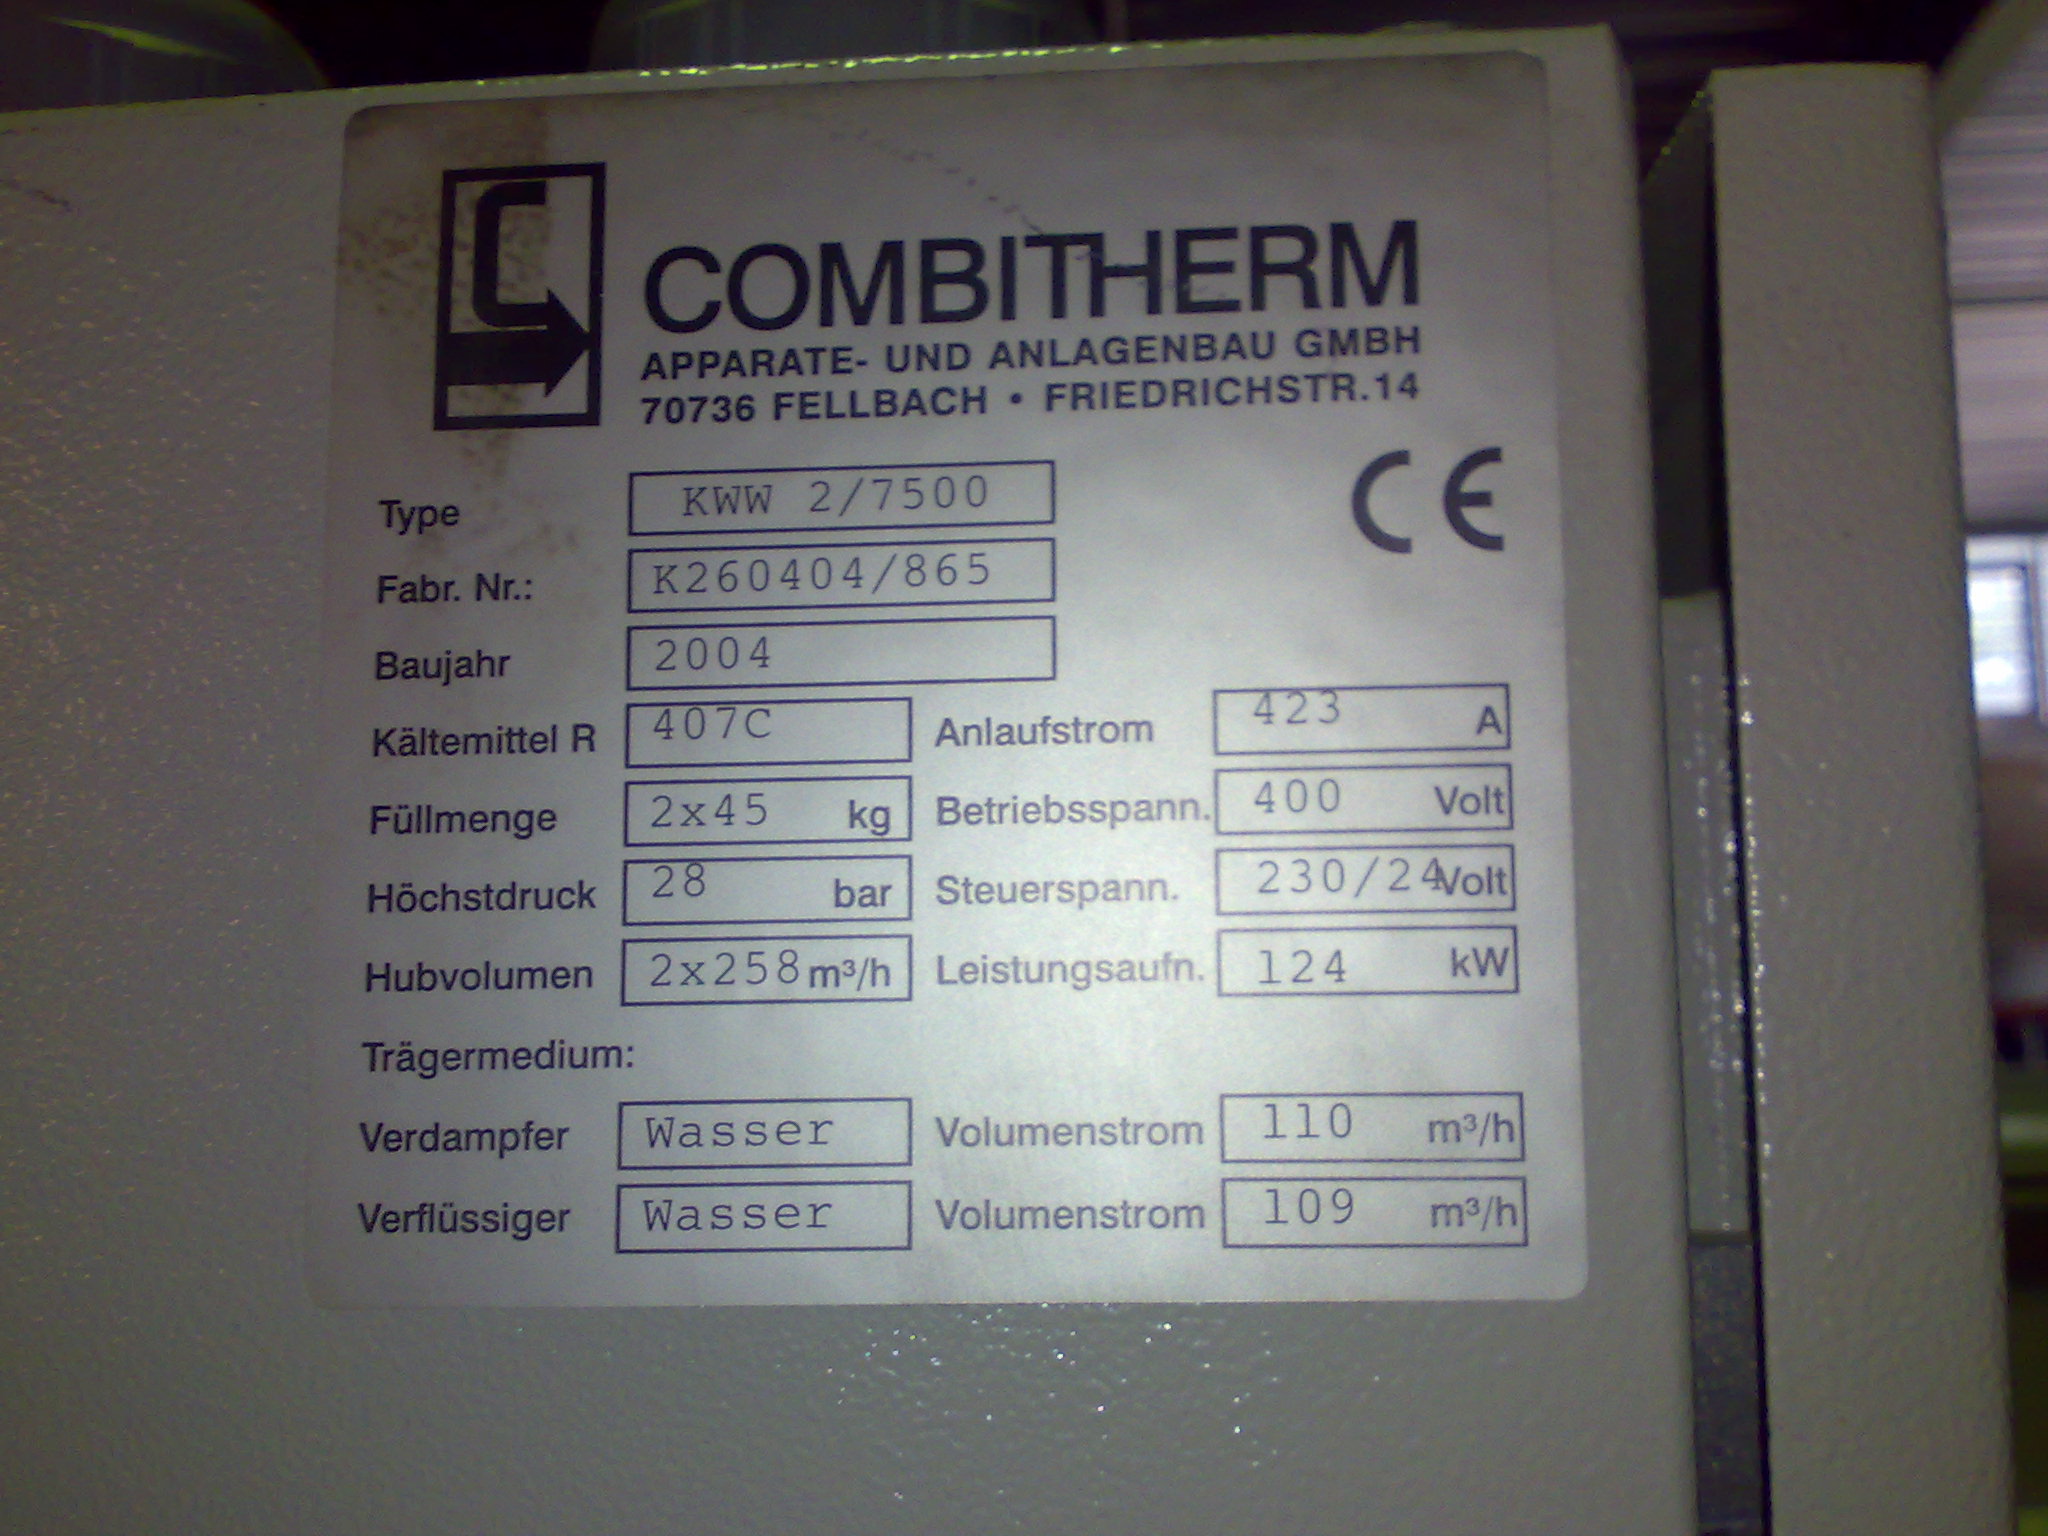 COMBITHERM
APPARATE- UND ANLAGENBAU GMBH
70736 FELLBACH • FRIEDRICHSTR.14
CE
Type KWW 2/7500
Fabr. Nr.: K260404/865
Baujahr 2004
Kältemittel R 407C Anlaufstrom 423 A
Füllmenge 2x45 kg Betriebsspann. 400 Volt
Höchstdruck 28 bar Steuerspann. 230/24 Volt
Hubvolumen 2x258 m³/h Leistungsaufn. 124 kW
Trägermedium:
Verdampfer Wasser Volumenstrom 110 m³/h
Verflüssiger Wasser Volumenstrom 109 m³/h